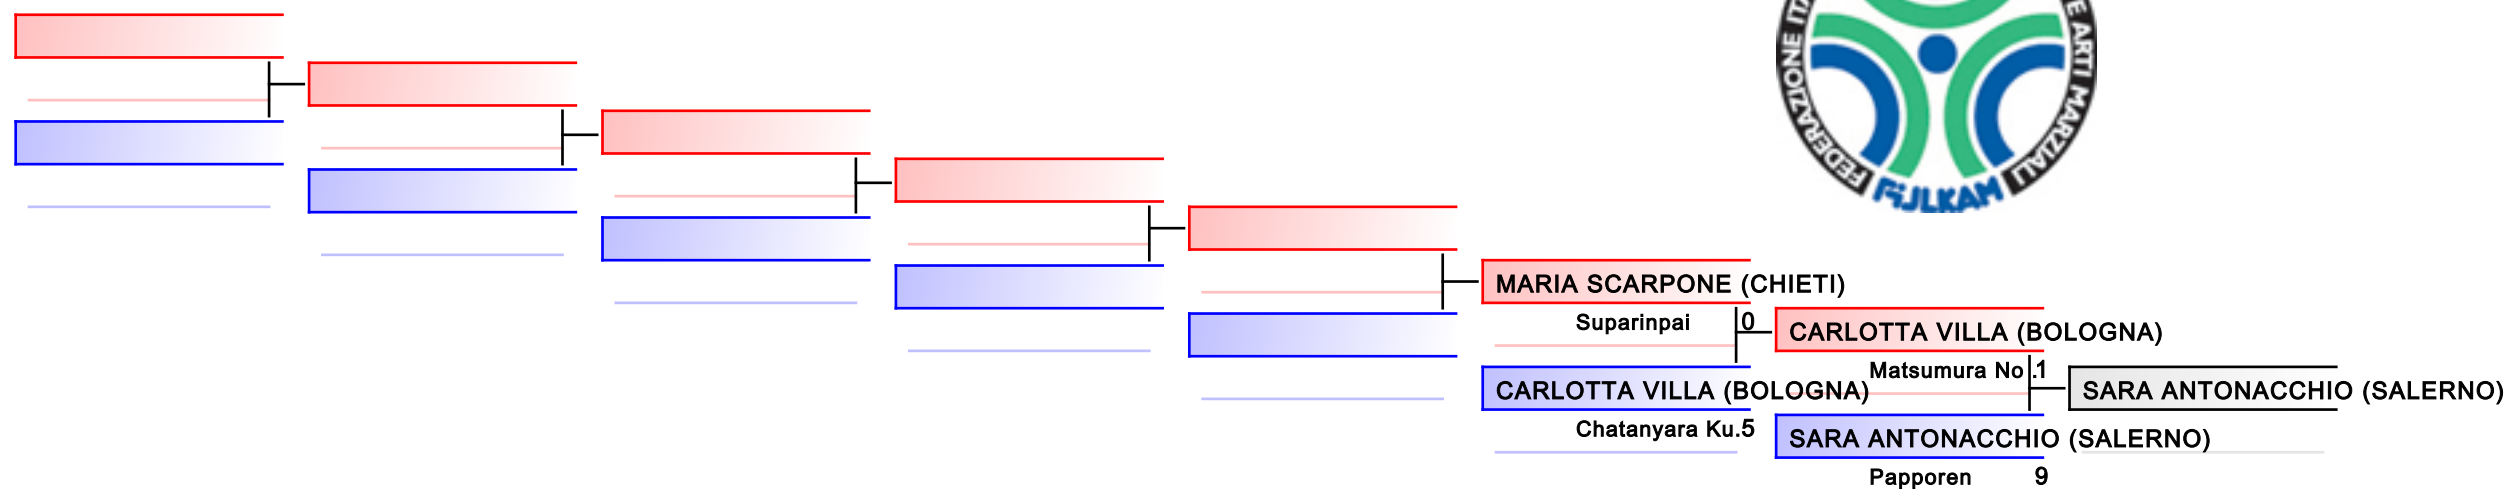 FEDERAZIONE ITA
E ARTI MARZIALI
FIJLKAM
MARIA SCARPONE (CHIETI)
Suparinpai 0
CARLOTTA VILLA (BOLOGNA)
Matsumura No .1
CARLOTTA VILLA (BOLOGNA)
SARA ANTONACCHIO (SALERNO)
Chatanyara Ku.5
SARA ANTONACCHIO (SALERNO)
Papporen 9